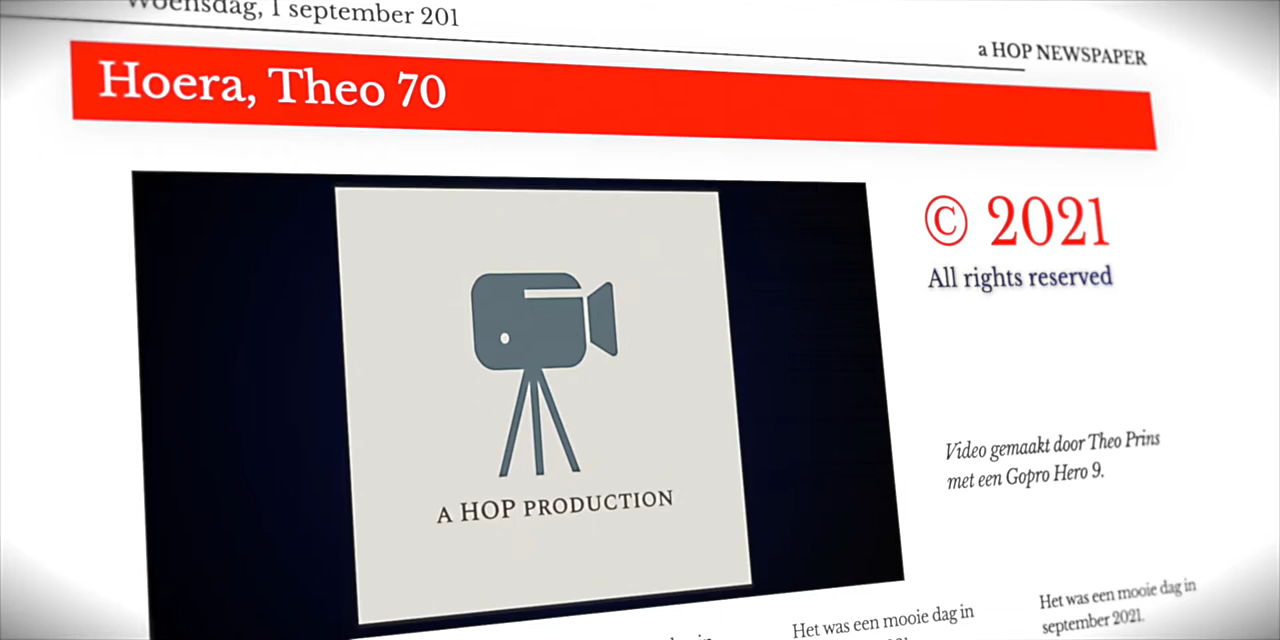 Woensdag, 1 september 201
a HOP NEWSPAPER
Hoera, Theo 70
© 2021
All rights reserved
A HOP PRODUCTION
Video gemaakt door Theo Prins
met een Gopro Hero 9.
Het was een mooie dag in
Het was een mooie dag in
september 2021.